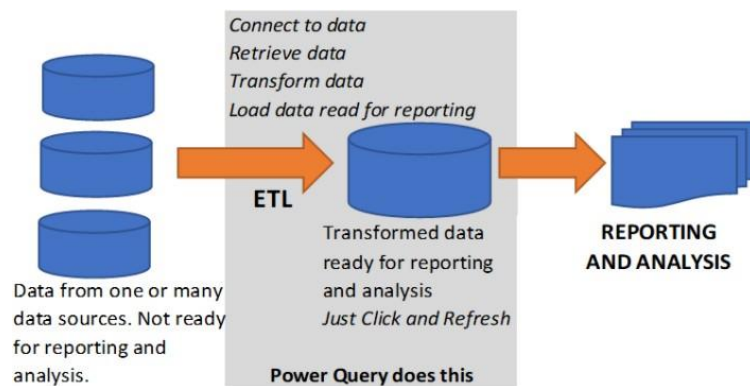 Connect to data
Retrieve data
Transform data
Load data read for reporting
ETL
Data from one or many
data sources. Not ready
for reporting and
analysis.
Transformed data
ready for reporting
and analysis
Just Click and Refresh
Power Query does this
REPORTING
AND ANALYSIS